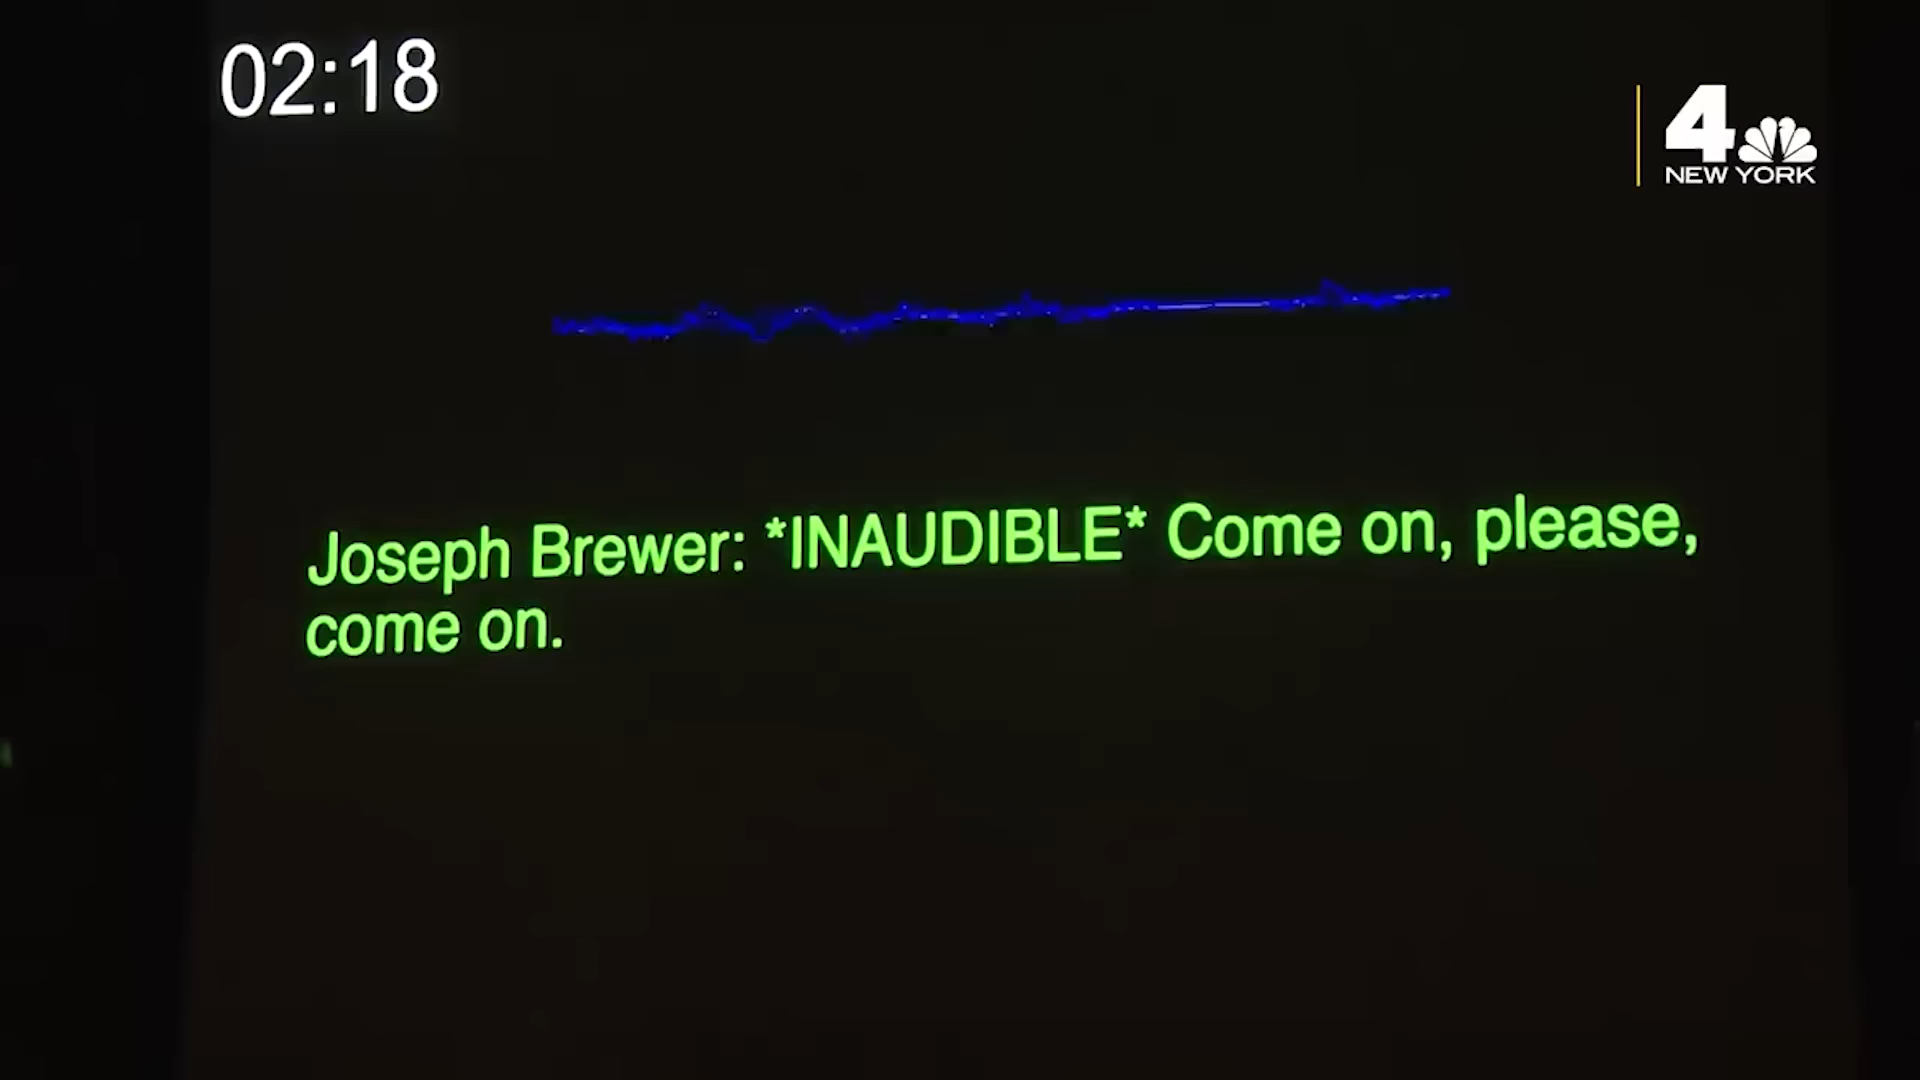 02:18
4
NEW YORK
Joseph Brewer: *INAUDIBLE* Come on, please,
come on.